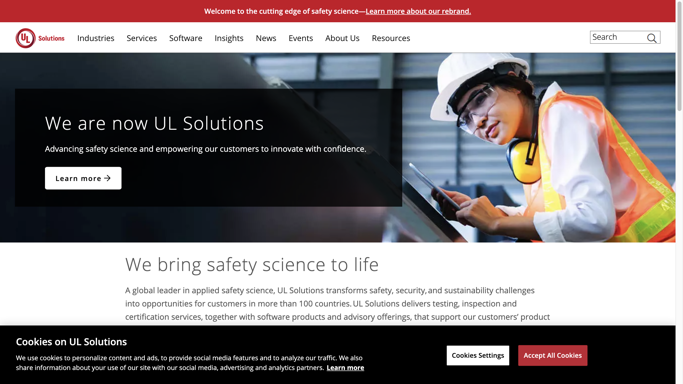 Welcome to the cutting edge of safety science—Learn more about our rebrand.
UL Solutions Industries Services Software Insights News Events About Us Resources Search
We are now UL Solutions
Advancing safety science and empowering our customers to innovate with confidence.
Learn more →
We bring safety science to life
A global leader in applied safety science, UL Solutions transforms safety, security, and sustainability challenges
into opportunities for customers in more than 100 countries. UL Solutions delivers testing, inspection and
certification services, together with software products and advisory offerings, that support our customers’ product
Cookies on UL Solutions
We use cookies to personalize content and ads, to provide social media features and to analyze our traffic. We also
share information about your use of our site with our social media, advertising and analytics partners. Learn more
Cookies Settings
Accept All Cookies